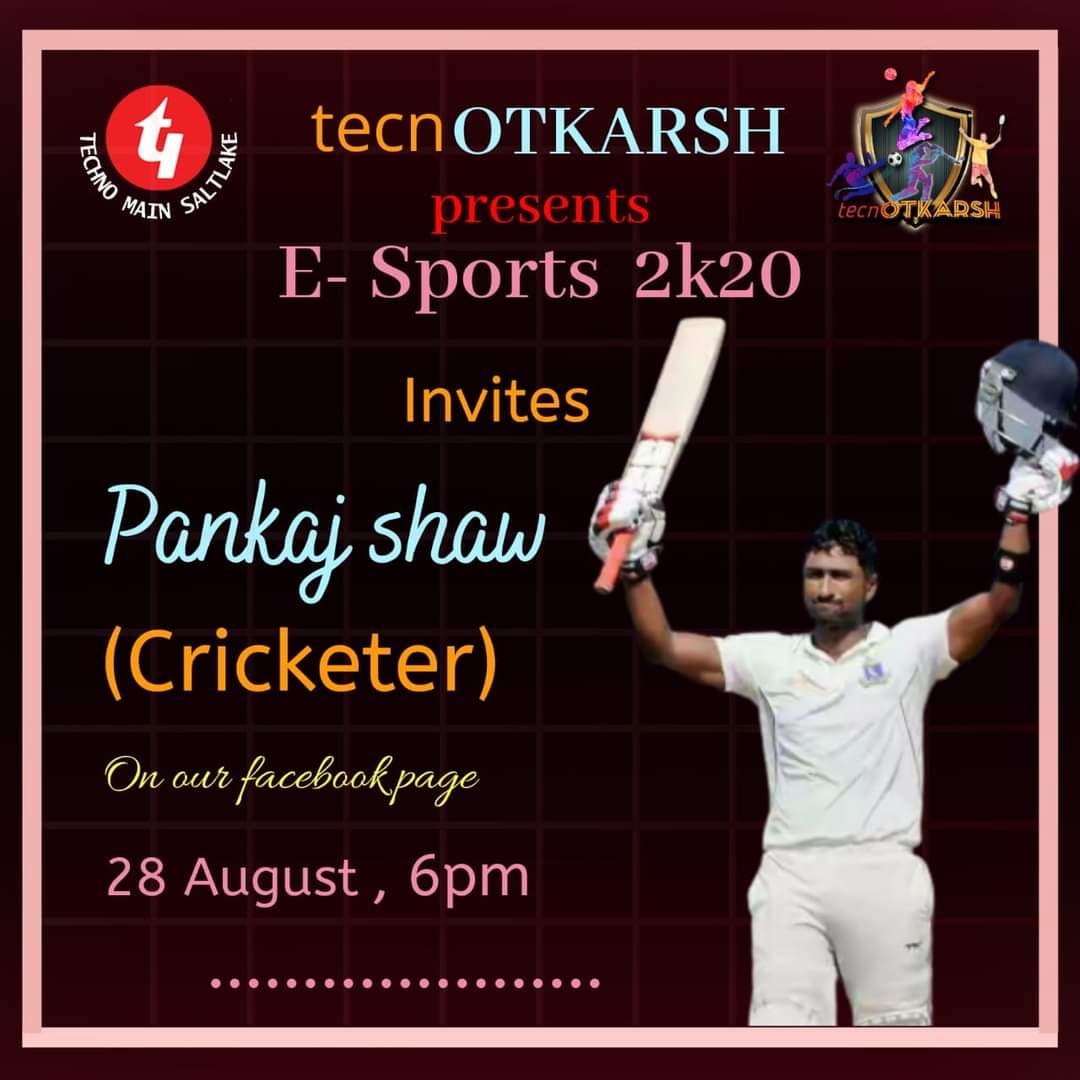 TECHNO MAIN SALTLAKE
tecnOTKARSH
tecnOTKARSH
presents
E- Sports 2k20
Invites
Pankaj shaw
(Cricketer)
On our facebook page
28 August , 6pm
.....................